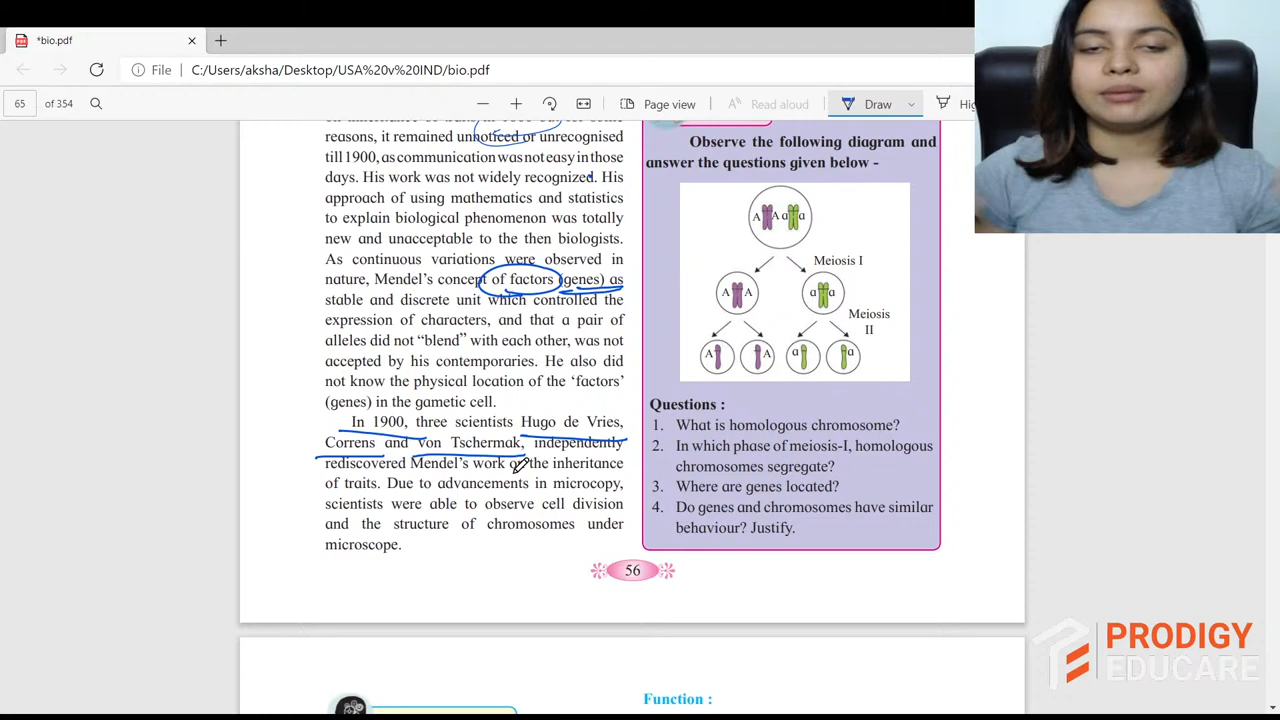 *bio.pdf
File
C:/Users/aksha/Desktop/USA%20v%20IND/bio.pdf
65 of 354
Page view
Read aloud
Draw
reasons, it remained unnoticed or unrecognised
till 1900, as communication was not easy in those
days. His work was not widely recognized. His
approach of using mathematics and statistics
to explain biological phenomenon was totally
new and unacceptable to the then biologists.
As continuous variations were observed in
nature, Mendel's concept of factors (genes) as
stable and discrete unit which controlled the
expression of characters, and that a pair of
alleles did not "blend" with each other, was not
accepted by his contemporaries. He also did
not know the physical location of the 'factors'
(genes) in the gametic cell.
In 1900, three scientists Hugo de Vries,
Correns and von Tschermak, independently
rediscovered Mendel's work the inheritance
of traits. Due to advancements in microcopy,
scientists were able to observe cell division
and the structure of chromosomes under
microscope.
Observe the following diagram and
answer the questions given below -
A A a a
Meiosis I
A A a a
Meiosis
II
A A a a
Questions :
1. What is homologous chromosome?
2. In which phase of meiosis-I, homologous
chromosomes segregate?
3. Where are genes located?
4. Do genes and chromosomes have similar
behaviour? Justify.
56
Function :
PRODIGY
EDUCARE